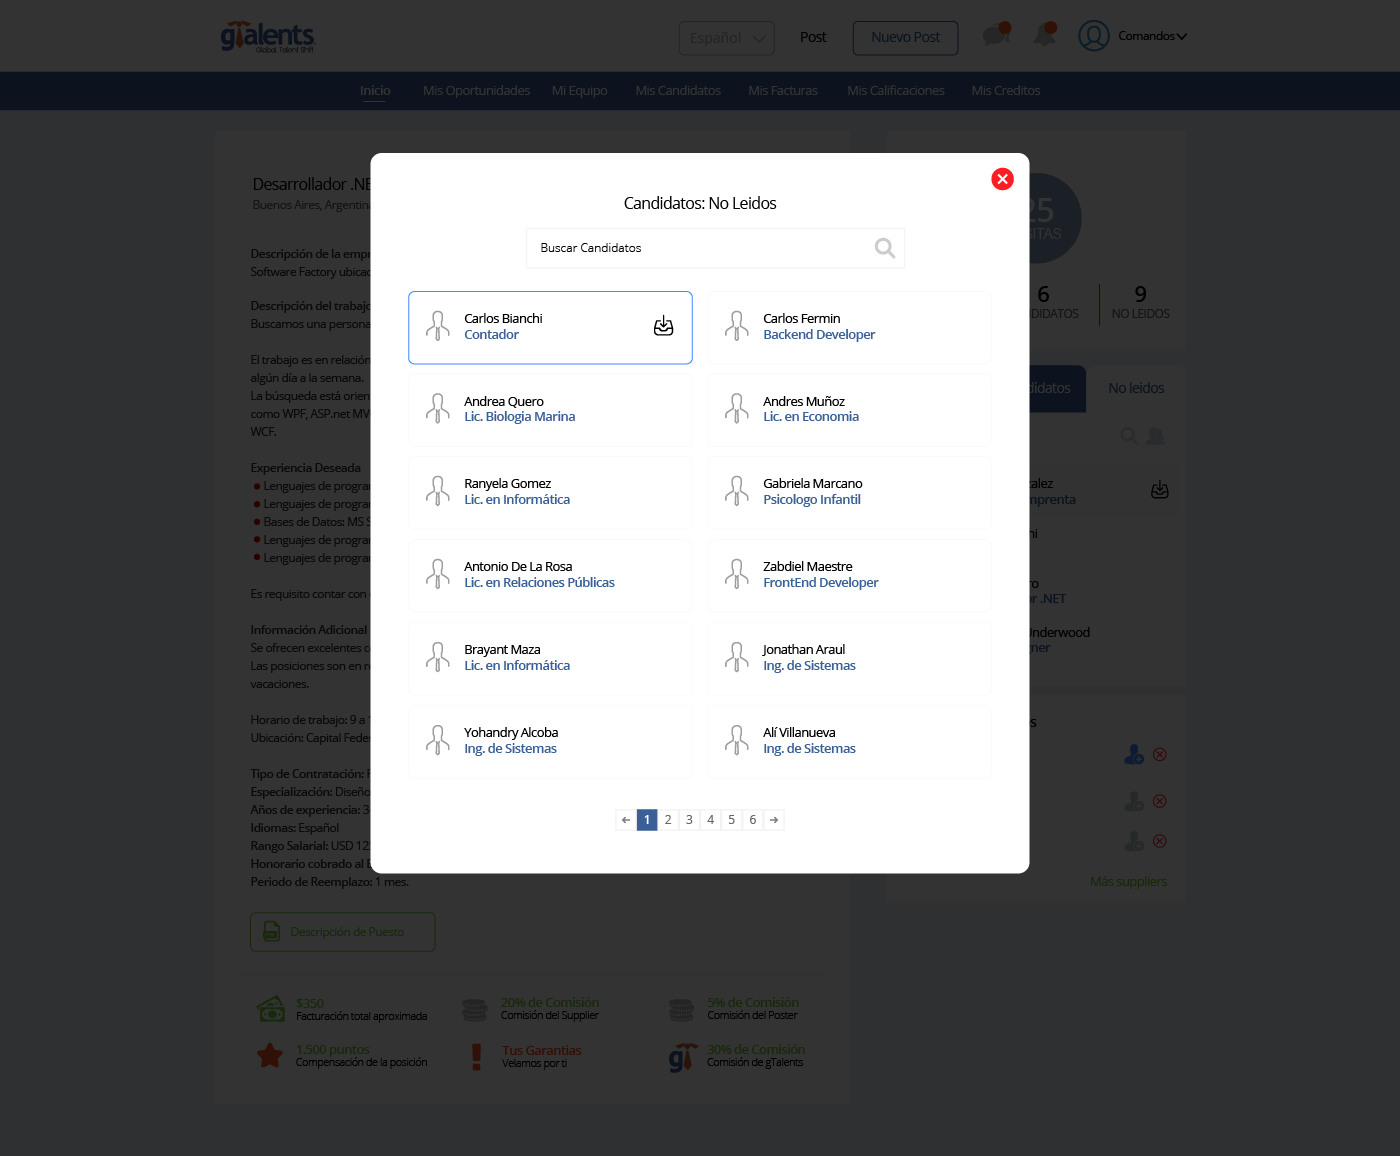 gTalents
Global Talent Shift
Español
Post
Nuevo Post
Comandos
Inicio
Mis Oportunidades
Mi Equipo
Mis Candidatos
Mis Facturas
Mis Calificaciones
Mis Creditos
Desarrollador .NE
Buenos Aires, Argentina
Descripción de la empr
Software Factory ubicad
Descripción del trabajo
Buscamos una persona
El trabajo es en relación
algún día a la semana.
La búsqueda está orien
como WPF, ASP.net MV
WCF.
Experiencia Deseada
Lenguajes de progra
Lenguajes de progra
Bases de Datos: MS S
Lenguajes de progra
Lenguajes de progra
Es requisito contar con
Información Adicional
Se ofrecen excelentes c
Las posiciones son en r
vacaciones.
Horario de trabajo: 9 a
Ubicación: Capital Fede
Tipo de Contratación:
Especialización: Diseño
Años de experiencia: 3
Idiomas: Español
Rango Salarial: USD 12
Honorario cobrado al
Periodo de Reemplazo: 1 mes.
Descripción de Puesto
$350
Facturación total aproximada
20% de Comisión
Comisión del Supplier
5% de Comisión
Comisión del Poster
1.500 puntos
Compensación de la posición
Tus Garantias
Velamos por ti
gT
30% de Comisión
Comisión de gTalents
Candidatos: No Leidos
Buscar Candidatos
Carlos Bianchi
Contador
Carlos Fermin
Backend Developer
Andrea Quero
Lic. Biologia Marina
Andres Muñoz
Lic. en Economia
Ranyela Gomez
Lic. en Informática
Gabriela Marcano
Psicologo Infantil
Antonio De La Rosa
Lic. en Relaciones Públicas
Zabdiel Maestre
FrontEnd Developer
Brayant Maza
Lic. en Informática
Jonathan Araul
Ing. de Sistemas
Yohandry Alcoba
Ing. de Sistemas
Alí Villanueva
Ing. de Sistemas
1 2 3 4 5 6
25
ITAS
6
DIDATOS
9
NO LEIDOS
didatos
No leidos
zalez
mprenta
ni
ro
or .NET
Underwood
gner
s
Más suppliers